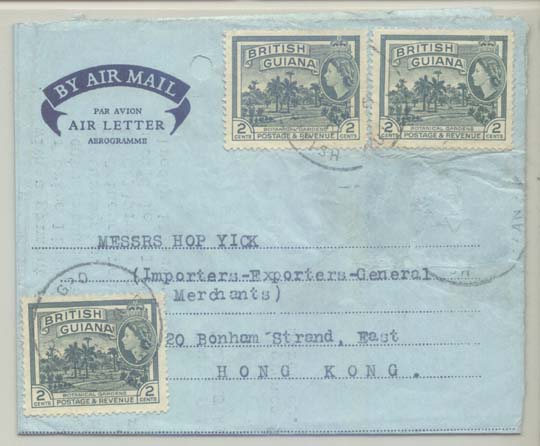 BY AIR MAIL
PAR AVION
AIR LETTER
AEROGRAMME
BRITISH
GUIANA
BOTANICAL GARDENS
2 CENTS POSTAGE & REVENUE 2 CENTS
BRITISH
GUIANA
BOTANICAL GARDENS
2 CENTS POSTAGE & REVENUE 2 CENTS
MESSRS HOP YICK
(Importers-Exporters-General
Merchants)
20 Bonham Strand, East
HONG KONG.
BRITISH
GUIANA
BOTANICAL GARDENS
2 CENTS POSTAGE & REVENUE 2 CENTS